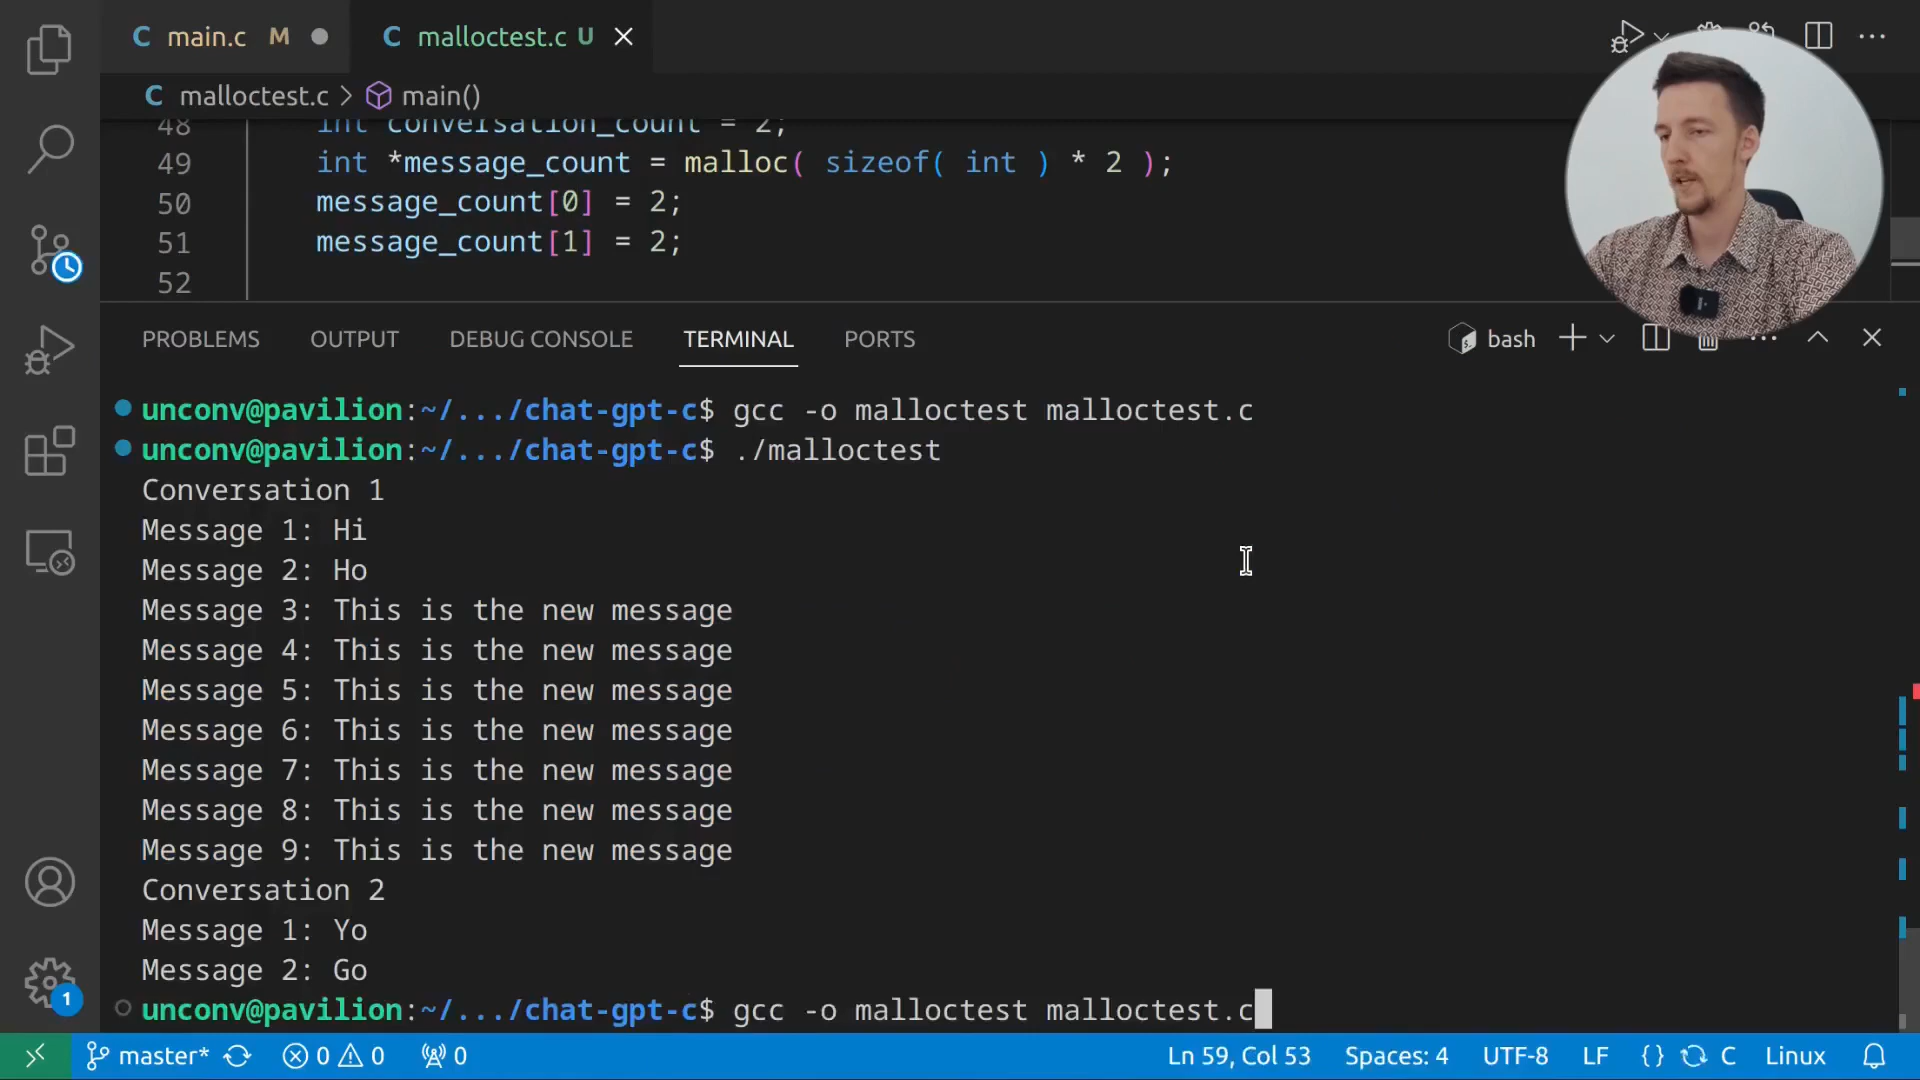 C main.c M
C malloctest.c U
C malloctest.c > main()
48 int conversation_count = 2;
49 int *message_count = malloc( sizeof( int ) * 2 );
50 message_count[0] = 2;
51 message_count[1] = 2;
52
PROBLEMS OUTPUT DEBUG CONSOLE TERMINAL PORTS
bash
unconv@pavilion:~/.../chat-gpt-c$ gcc -o malloctest malloctest.c
unconv@pavilion:~/.../chat-gpt-c$ ./malloctest
Conversation 1
Message 1: Hi
Message 2: Ho
Message 3: This is the new message
Message 4: This is the new message
Message 5: This is the new message
Message 6: This is the new message
Message 7: This is the new message
Message 8: This is the new message
Message 9: This is the new message
Conversation 2
Message 1: Yo
Message 2: Go
unconv@pavilion:~/.../chat-gpt-c$ gcc -o malloctest malloctest.c
1
master* 0 0 0 Ln 59, Col 53 Spaces: 4 UTF-8 LF {} C Linux